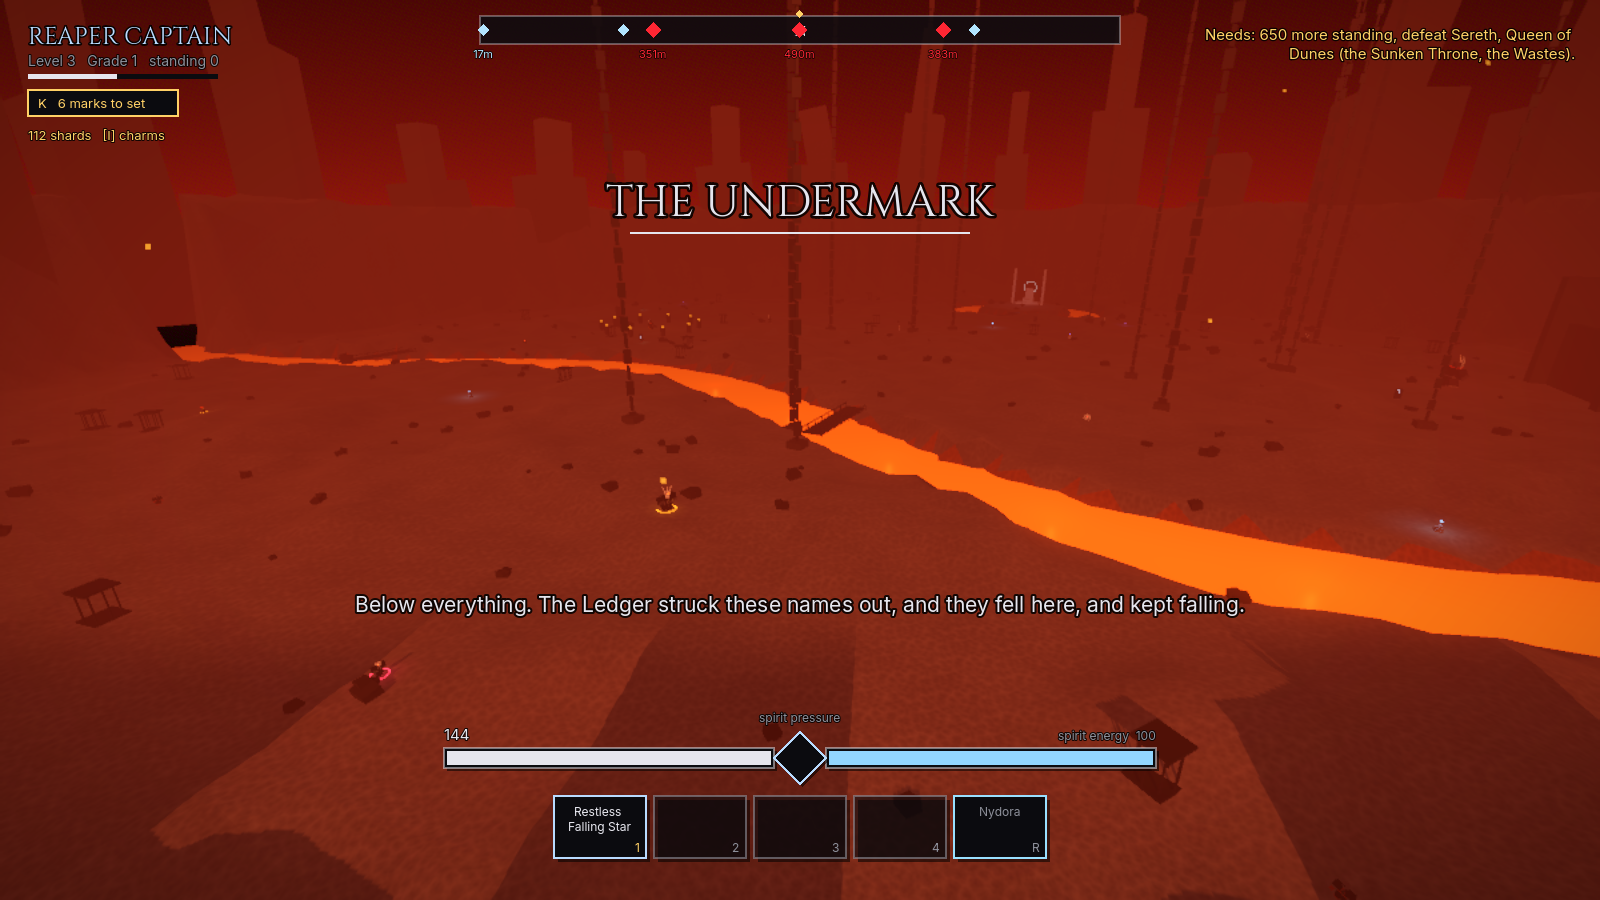 REAPER CAPTAIN
Level 3 Grade 1 standing 0
K 6 marks to set
112 shards [I] charms
17m 351m 490m 383m
Needs: 650 more standing, defeat Sereth, Queen of
Dunes (the Sunken Throne, the Wastes).
THE UNDERMARK
Below everything. The Ledger struck these names out, and they fell here, and kept falling.
spirit pressure
144
spirit energy 100
Restless
Falling Star
1
2
3
4
Nydora
R